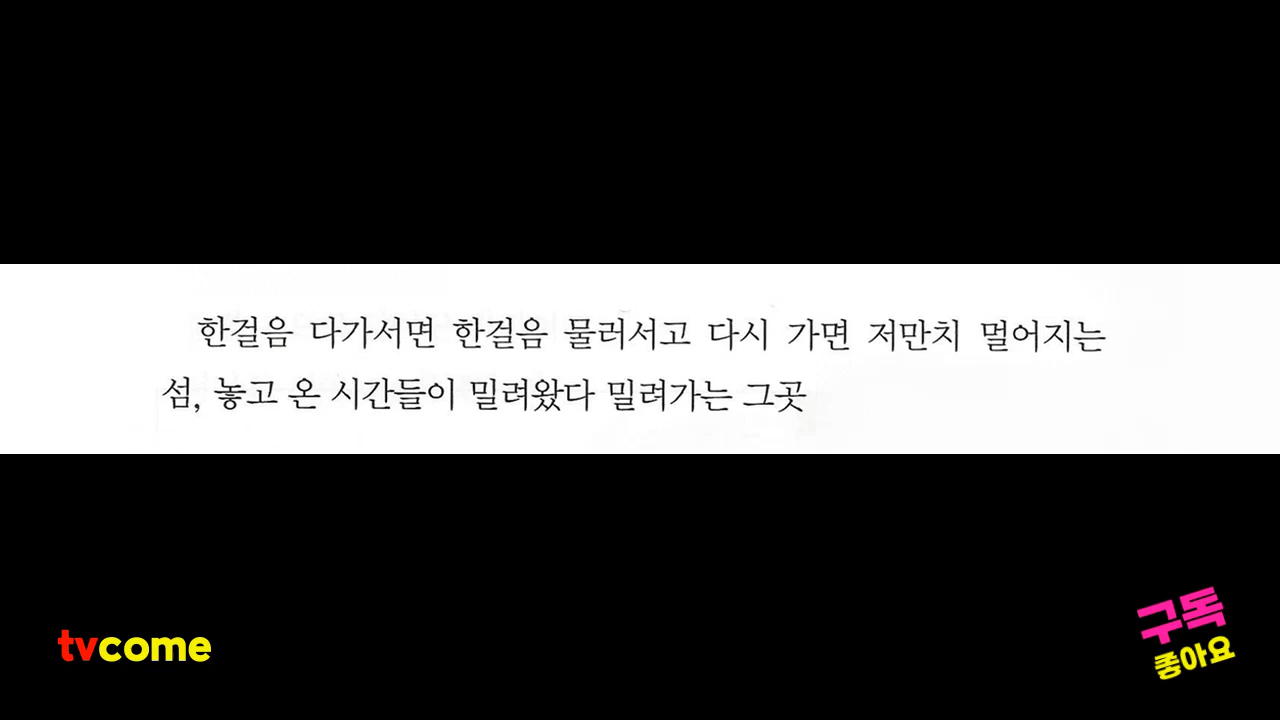 한걸음 다가서면 한걸음 물러서고 다시 가면 저만치 멀어지는
섬, 놓고 온 시간들이 밀려왔다 밀려가는 그곳
tvcome
구독
좋아요